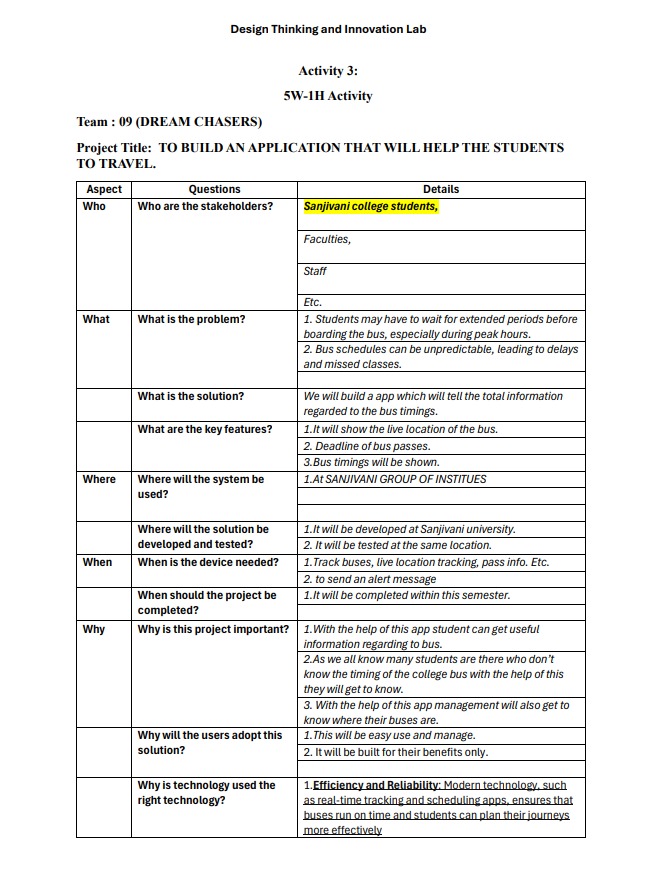 Design Thinking and Innovation Lab
Activity 3:
5W-1H Activity
Team : 09 (DREAM CHASERS)
Project Title:  TO BUILD AN APPLICATION THAT WILL HELP THE STUDENTS
TO TRAVEL.
Aspect Questions Details
Who Who are the stakeholders? Sanjivani college students,
Faculties,
Staff
Etc.
What What is the problem? 1. Students may have to wait for extended periods before
boarding the bus, especially during peak hours.
2. Bus schedules can be unpredictable, leading to delays
and missed classes.
What is the solution? We will build a app which will tell the total information
regarded to the bus timings.
What are the key features? 1.It will show the live location of the bus.
2. Deadline of bus passes.
3.Bus timings will be shown.
Where Where will the system be 1.At SANJIVANI GROUP OF INSTITUES
used?
Where will the solution be 1.It will be developed at Sanjivani university.
developed and tested? 2. It will be tested at the same location.
When When is the device needed? 1.Track buses, live location tracking, pass info. Etc.
2. to send an alert message
When should the project be 1.It will be completed within this semester.
completed?
Why Why is this project important? 1.With the help of this app student can get useful
information regarding to bus.
2.As we all know many students are there who don't
know the timing of the college bus with the help of this
they will get to know.
3. With the help of this app management will also get to
know where their buses are.
Why will the users adopt this 1.This will be easy use and manage.
solution? 2. It will be built for their benefits only.
Why is technology used the 1.Efficiency and Reliability: Modern technology, such
right technology? as real-time tracking and scheduling apps, ensures that
buses run on time and students can plan their journeys
more effectively